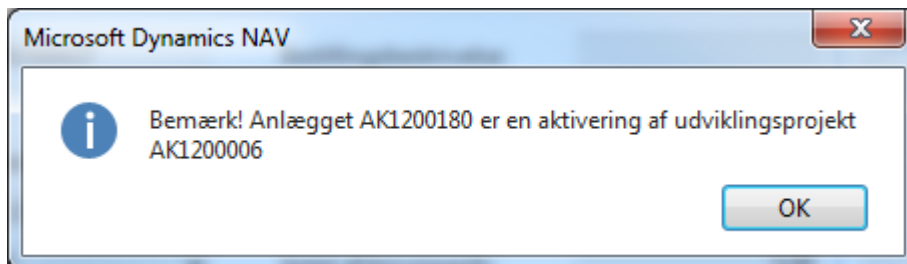 Microsoft Dynamics NAV
Bemærk! Anlægget AK1200180 er en aktivering af udviklingsprojekt
AK1200006
OK